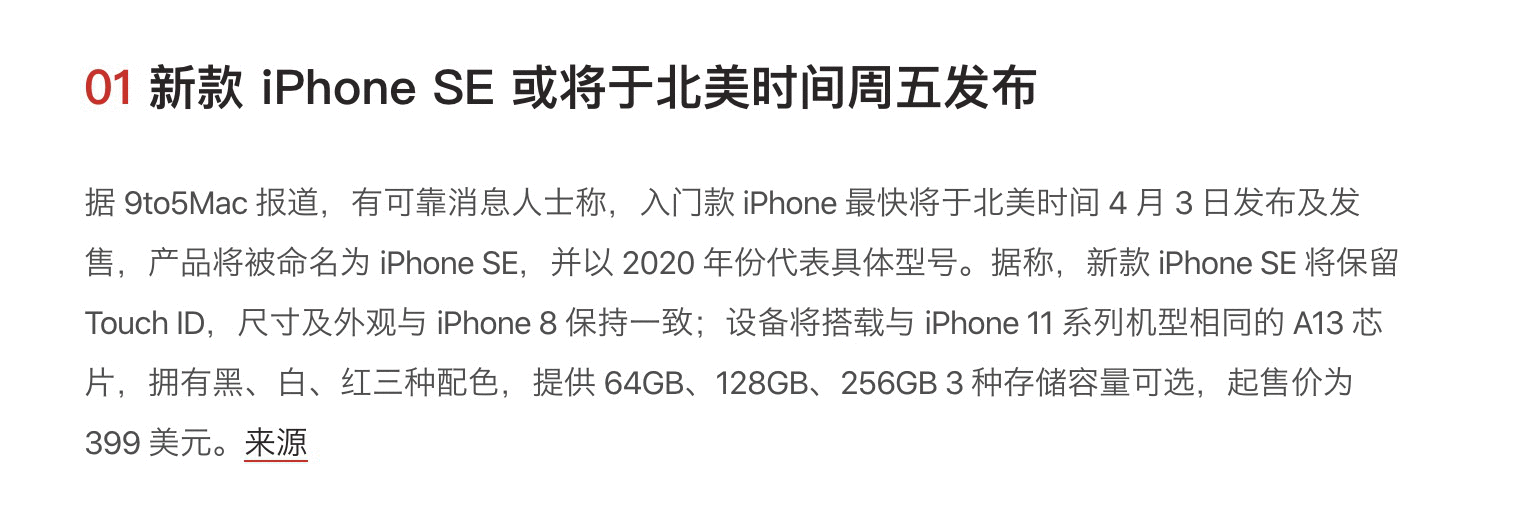 01 新款 iPhone SE 或将于北美时间周五发布
据 9to5Mac 报道，有可靠消息人士称，入门款 iPhone 最快将于北美时间 4 月 3 日发布及发
售，产品将被命名为 iPhone SE，并以 2020 年份代表具体型号。据称，新款 iPhone SE 将保留
Touch ID，尺寸及外观与 iPhone 8 保持一致；设备将搭载与 iPhone 11 系列机型相同的 A13 芯
片，拥有黑、白、红三种配色，提供 64GB、128GB、256GB 3 种存储容量可选，起售价为
399 美元。来源